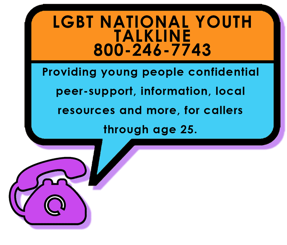 LGBT NATIONAL YOUTH
TALKLINE
800-246-7743
Providing young people confidential
peer-support, information, local
resources and more, for callers
through age 25.